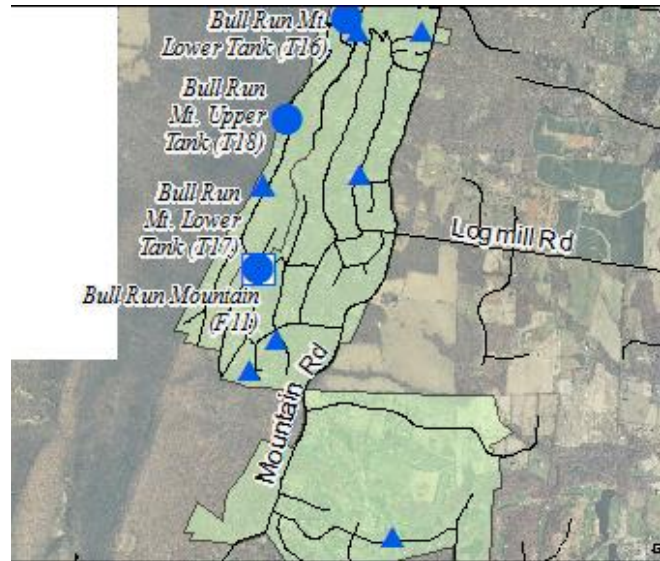 Bull Run Mt.
Lower Tank (T16)
Bull Run
Mt. Upper
Tank (T18)
Bull Run
Mt. Lower
Tank (T17)
Bull Run Mountain
(F11)
Logmill Rd
Mountain Rd